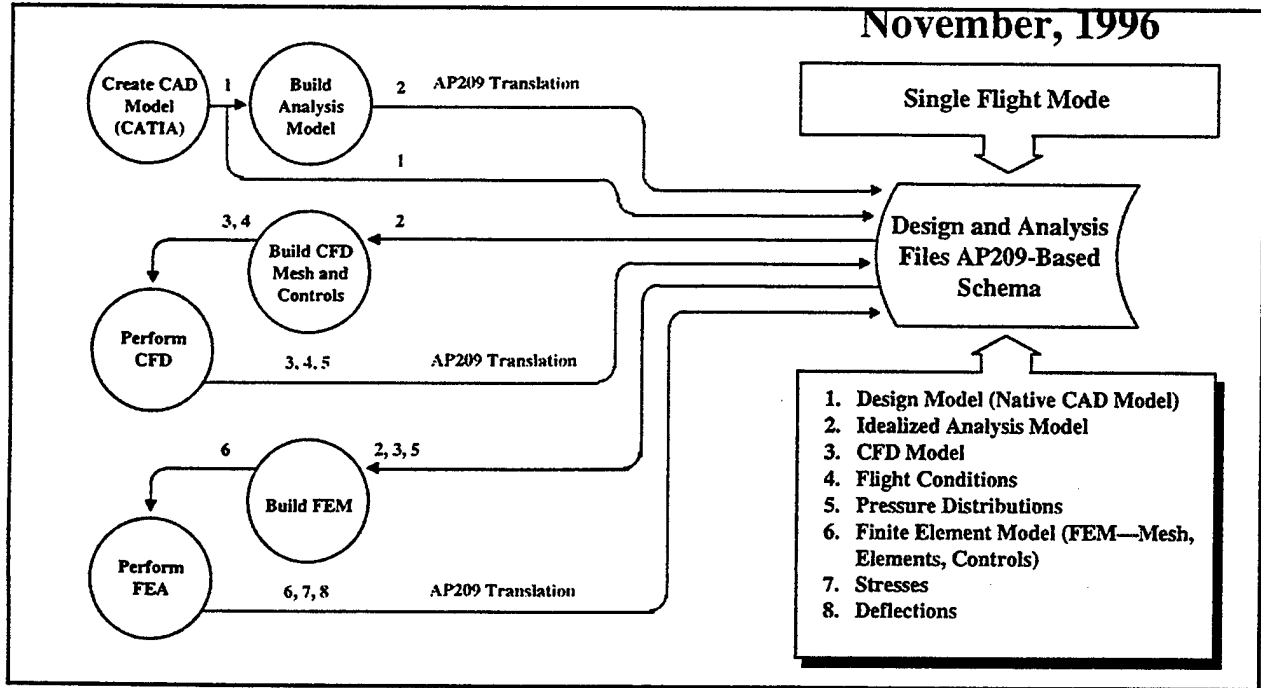 November, 1996
Create CAD
Model
(CATIA)
1
Build
Analysis
Model
2
AP209 Translation
1
Single Flight Mode
Design and Analysis
Files AP209-Based
Schema
3, 4
Build CFD
Mesh and
Controls
2
Perform
CFD
3, 4, 5
AP209 Translation
6
Build FEM
2, 3, 5
Perform
FEA
6, 7, 8
AP209 Translation
1. Design Model (Native CAD Model)
2. Idealized Analysis Model
3. CFD Model
4. Flight Conditions
5. Pressure Distributions
6. Finite Element Model (FEM—Mesh,
Elements, Controls)
7. Stresses
8. Deflections